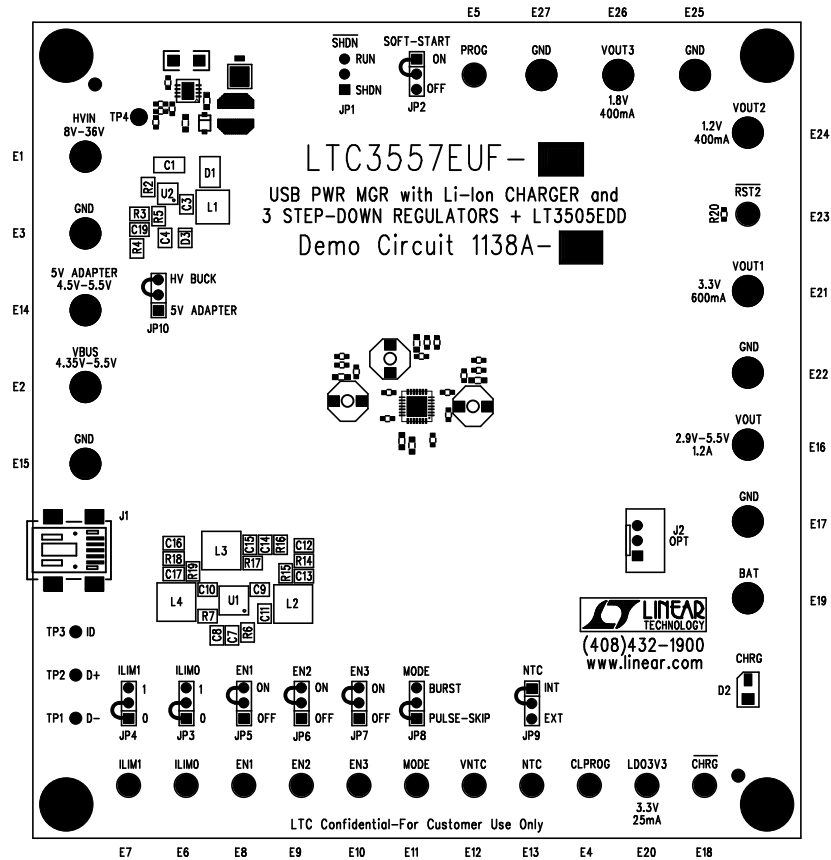 E5 E27 E26 E25
SHDN SOFT-START PROG GND VOUT3 GND
RUN ON
SHDN OFF
JP1 JP2
1.8V
400mA
VOUT2
1.2V
400mA
E24
TP4
HVIN
8V-36V
E1
LTC3557EUF-
USB PWR MGR with Li-Ion CHARGER and
3 STEP-DOWN REGULATORS + LT3505EDD
Demo Circuit 1138A-
C1 D1
R2 U2 C3 L1
R3 R5
C19 C4 D3
R4
RST2
R20
E23
GND
E3
5V ADAPTER
4.5V-5.5V
E14
HV BUCK
5V ADAPTER
JP10
VOUT1
3.3V
600mA
E21
VBUS
4.35V-5.5V
E2
GND
E22
GND
E15
VOUT
2.9V-5.5V
1.2A
E16
J1
GND
E17
J2
OPT
C16 L3 C15 C14 R16 C12
R18 R17 R14
C17 R19 R15 C13
L4 C10 U1 C9 L2
R7 C11
C8 C7 R6
BAT
E19
TP3 ID
TP2 D+
TP1 D-
LINEAR
TECHNOLOGY
(408)432-1900
www.linear.com
CHRG
D2
ILIM1 ILIM0 EN1 EN2 EN3 MODE NTC
1 1 ON ON ON BURST INT
0 0 OFF OFF OFF PULSE-SKIP EXT
JP4 JP3 JP5 JP6 JP7 JP8 JP9
ILIM1 ILIM0 EN1 EN2 EN3 MODE VNTC NTC CLPROG LDO3V3 CHRG
3.3V
25mA
LTC Confidential-For Customer Use Only
E7 E6 E8 E9 E10 E11 E12 E13 E4 E20 E18